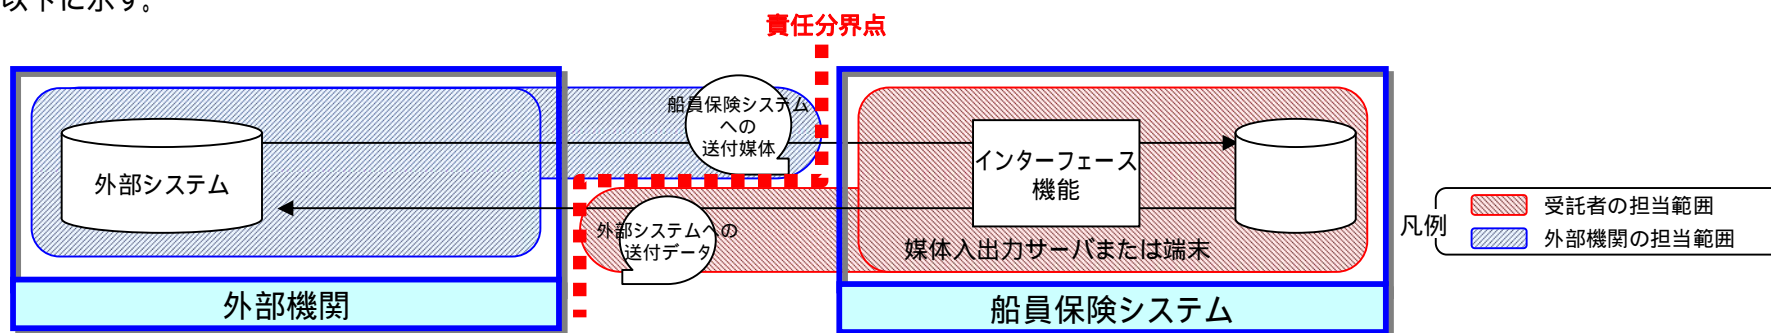 以下に示す。
責任分界点
船員保険システム
への
送付媒体
外部システム
インターフェース
機能
外部システムへの
送付データ
媒体入出力サーバまたは端末
凡例
受託者の担当範囲
外部機関の担当範囲
外部機関
船員保険システム